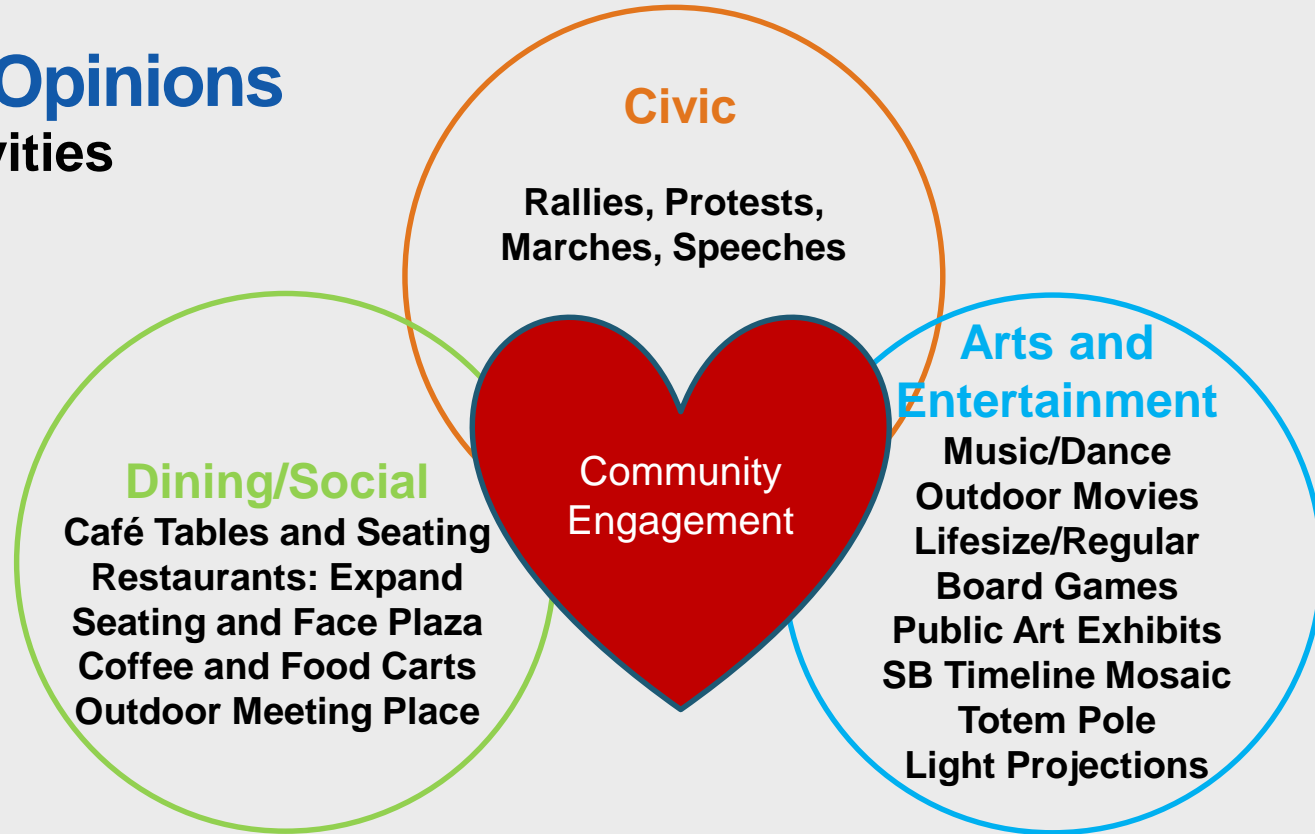 Opinions
vities
Civic
Rallies, Protests,
Marches, Speeches
Dining/Social
Café Tables and Seating
Restaurants: Expand
Seating and Face Plaza
Coffee and Food Carts
Outdoor Meeting Place
Community
Engagement
Arts and
Entertainment
Music/Dance
Outdoor Movies
Lifesize/Regular
Board Games
Public Art Exhibits
SB Timeline Mosaic
Totem Pole
Light Projections